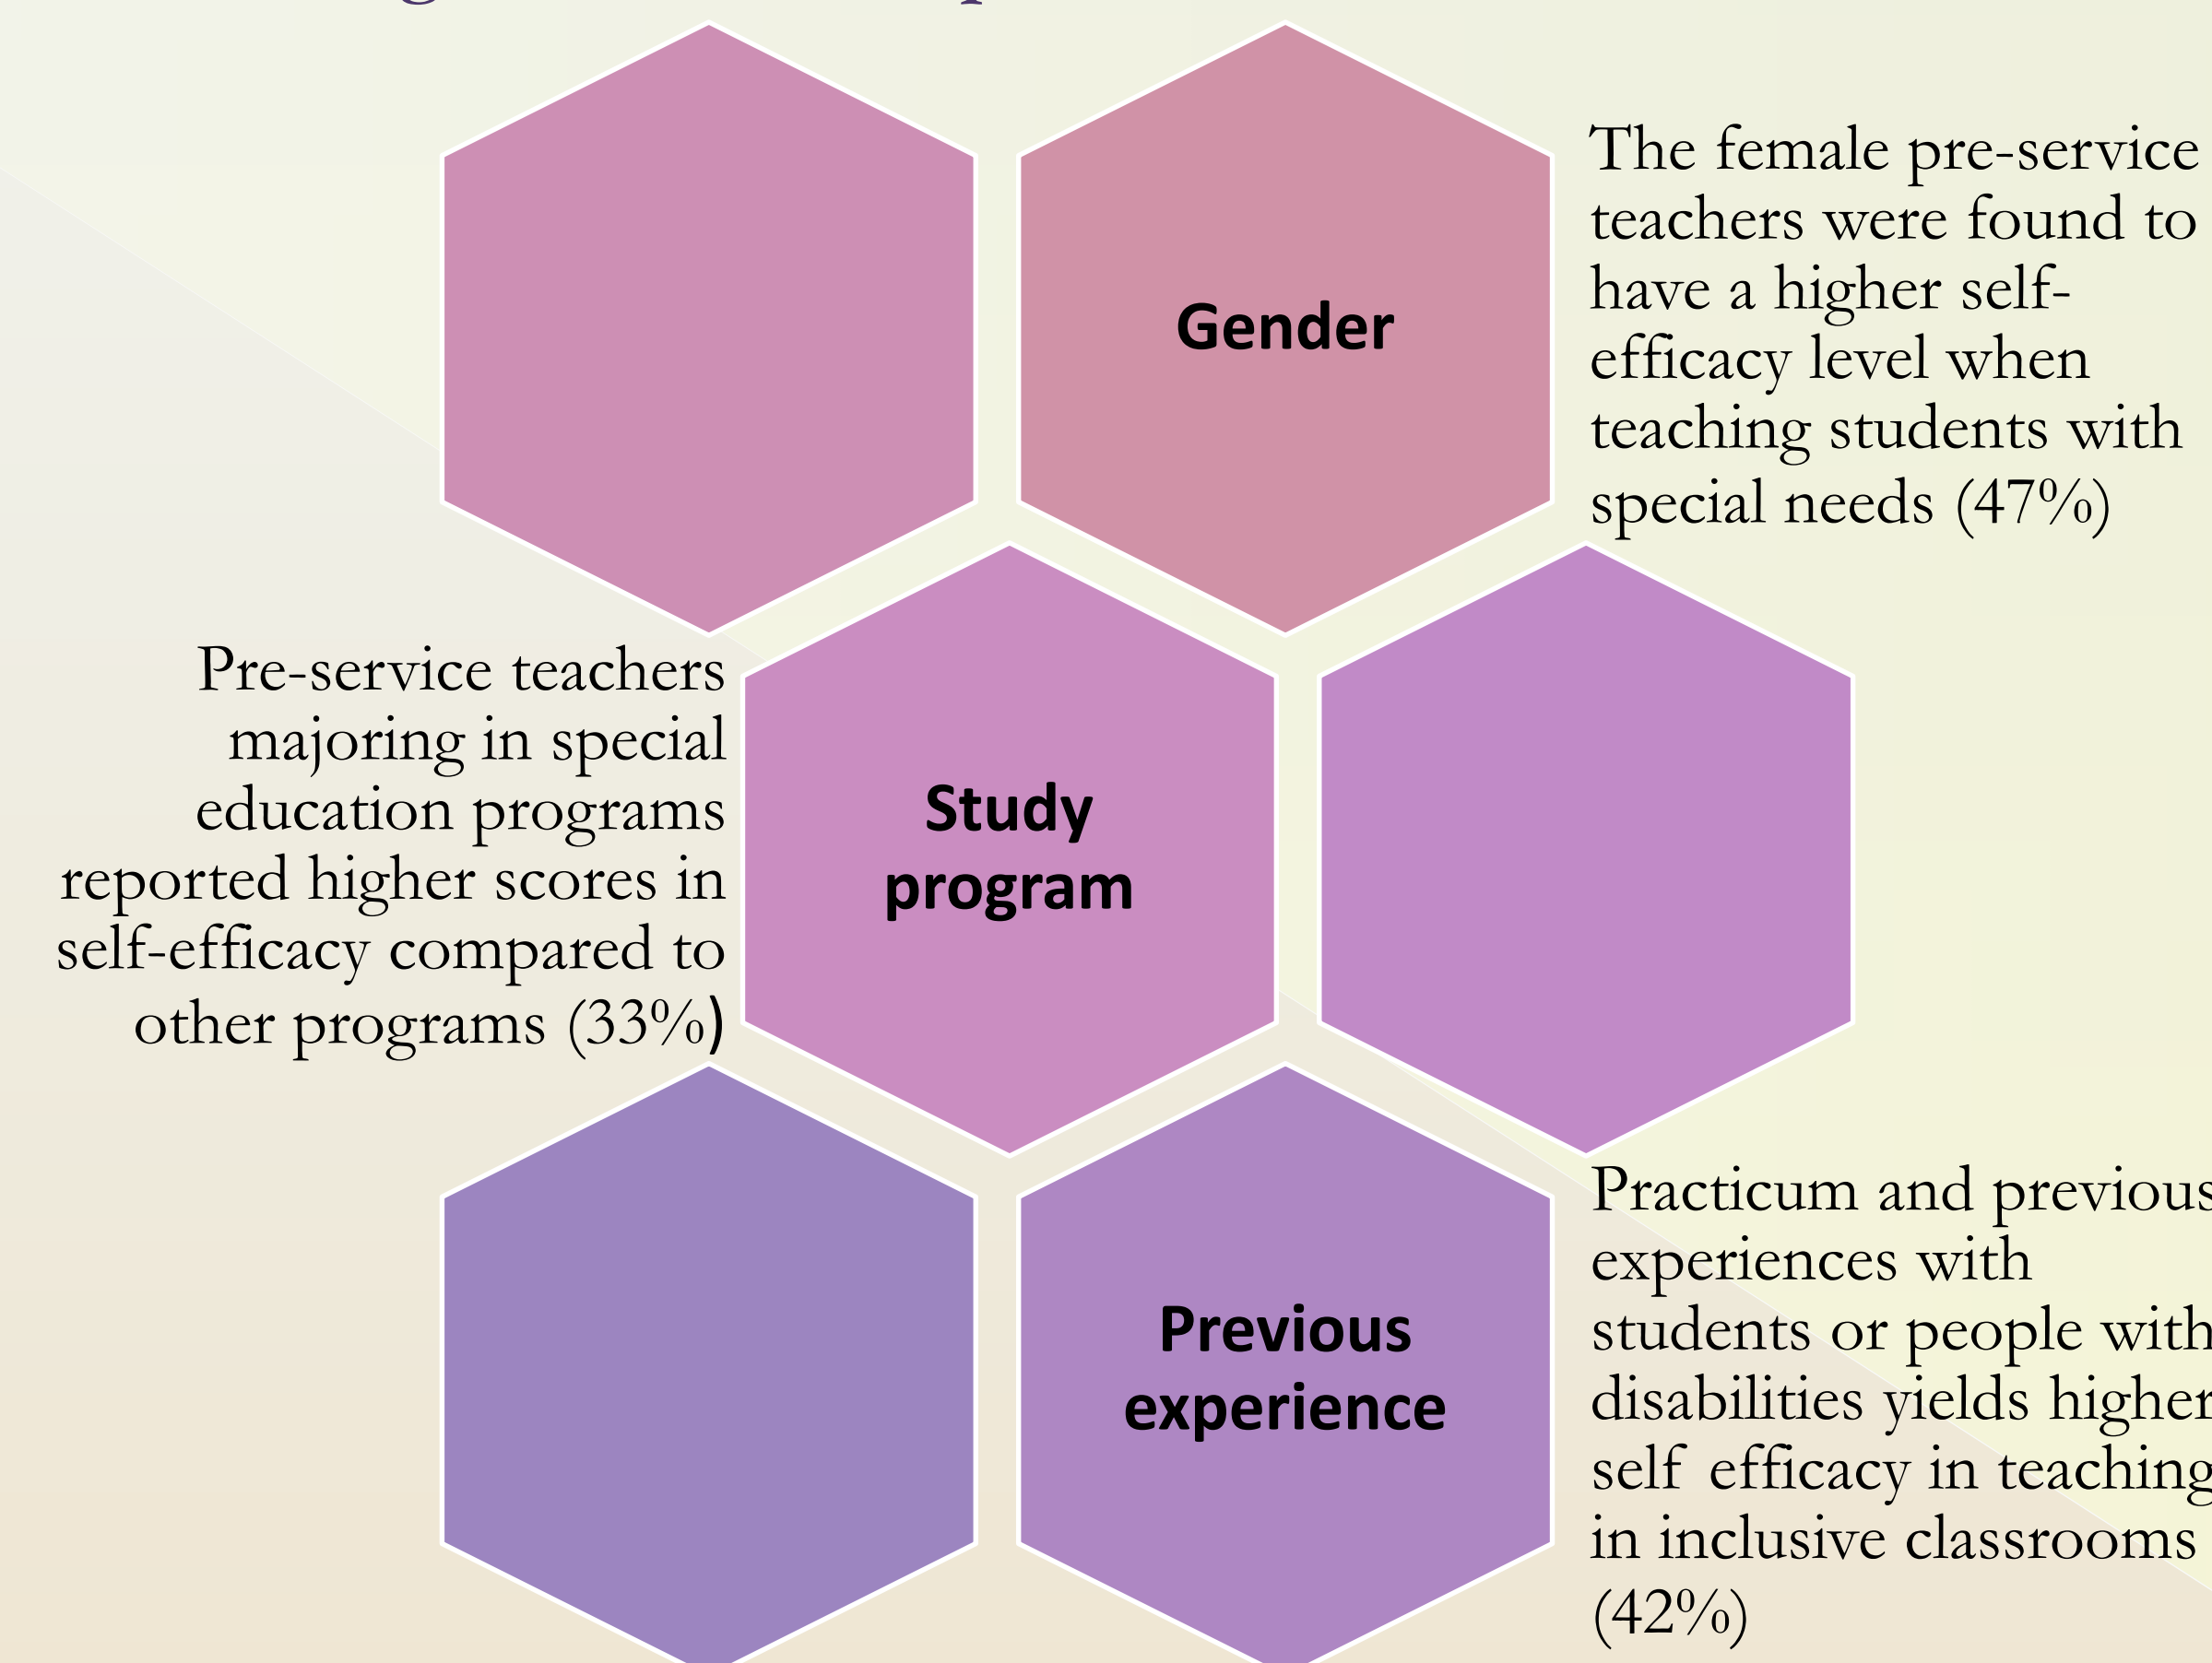 Gender
The female pre-service
teachers were found to
have a higher self-
efficacy level when
teaching students with
special needs (47%)
Pre-service teachers
majoring in special
education programs
reported higher scores in
self-efficacy compared to
other programs (33%)
Study
program
Previous
experience
Practicum and previous
experiences with
students or people with
disabilities yields higher
self efficacy in teaching
in inclusive classrooms
(42%)